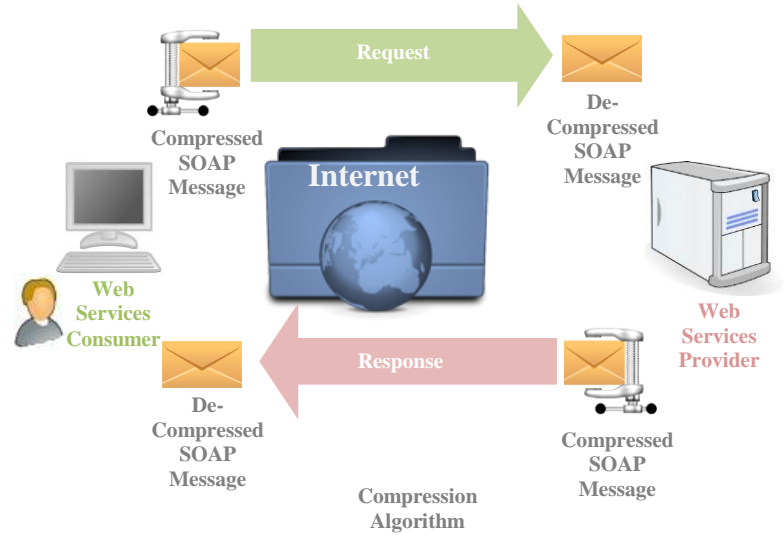 Request
Compressed
SOAP
Message
De-
Compressed
SOAP
Message
Internet
Web
Services
Consumer
Web
Services
Provider
Response
De-
Compressed
SOAP
Message
Compressed
SOAP
Message
Compression
Algorithm